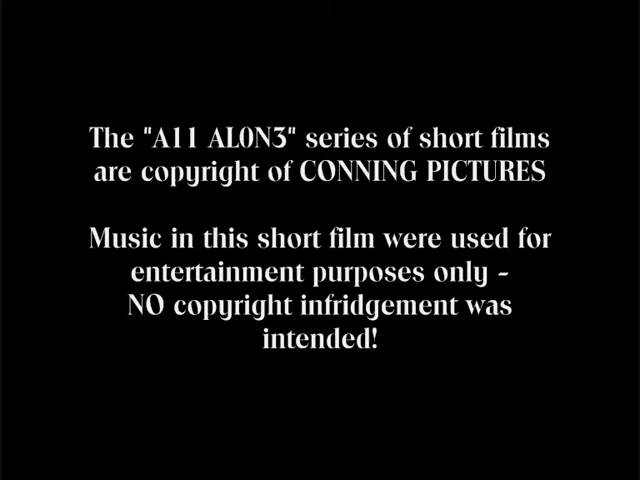 The "A11 AL0N3" series of short films
are copyright of CONNING PICTURES
Music in this short film were used for
entertainment purposes only -
NO copyright infridgement was
intended!